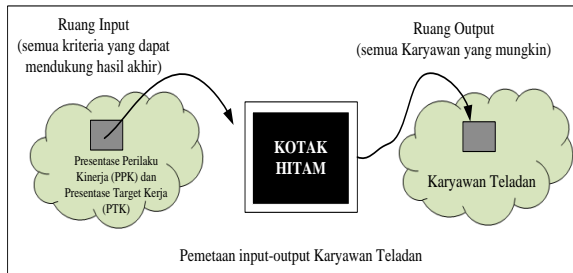 Ruang Input
(semua kriteria yang dapat
mendukung hasil akhir)
Presentase Perilaku
Kinerja (PPK) dan
Presentase Target Kerja
(PTK)
KOTAK
HITAM
Ruang Output
(semua Karyawan yang mungkin)
Karyawan Teladan
Pemetaan input-output Karyawan Teladan